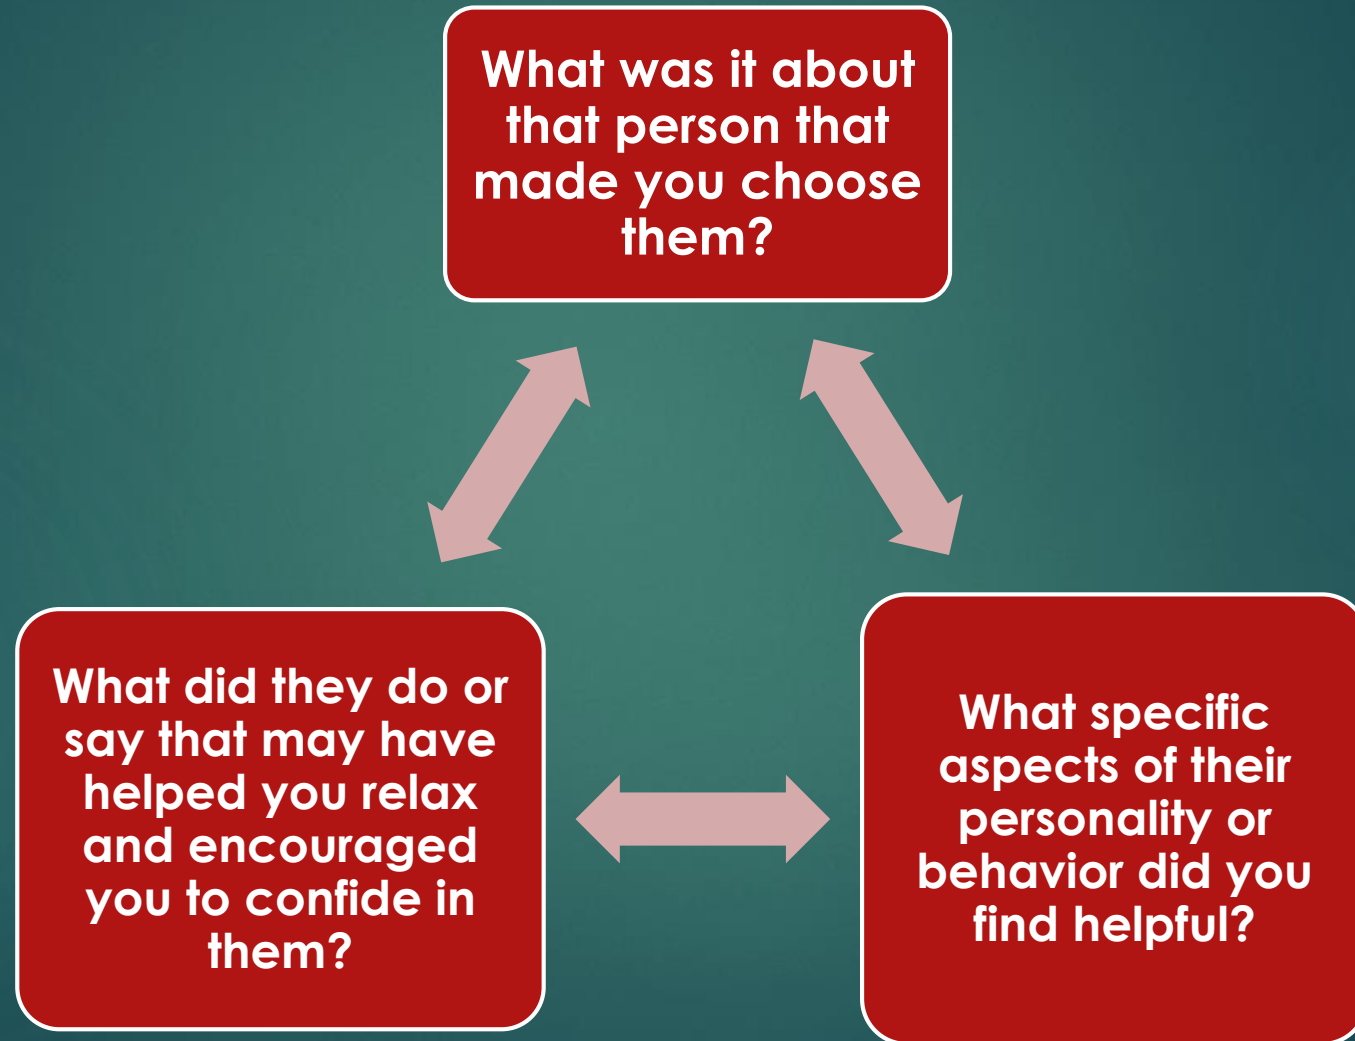 What was it about
that person that
made you choose
them?
What did they do or
say that may have
helped you relax
and encouraged
you to confide in
them?
What specific
aspects of their
personality or
behavior did you
find helpful?